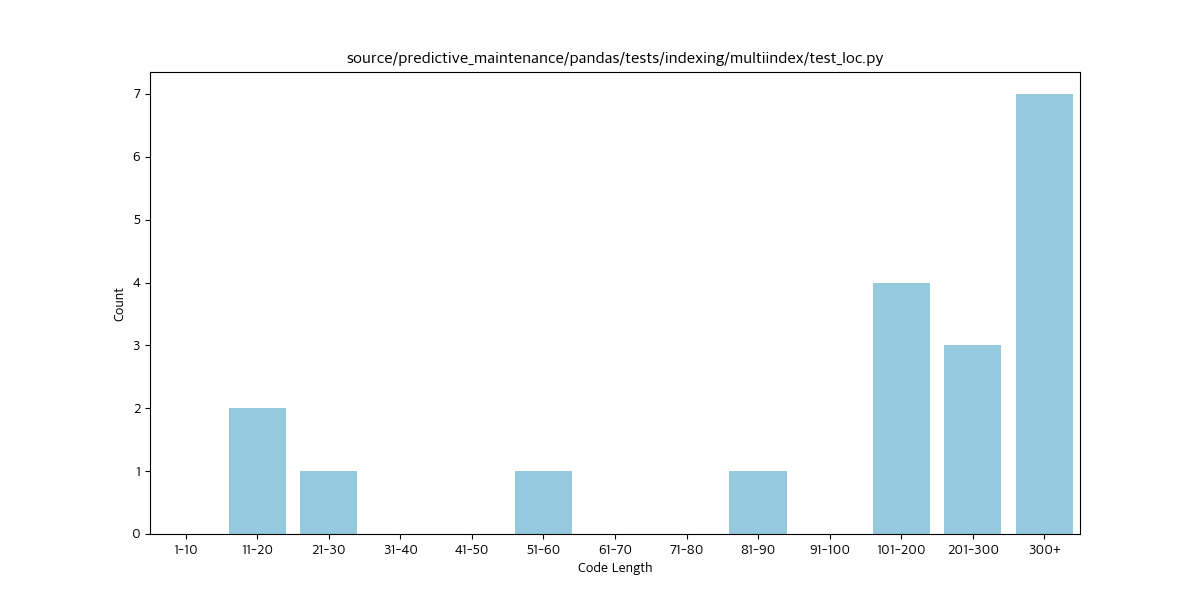 source/predictive_maintenance/pandas/tests/indexing/multiindex/test_loc.py
7
6
5
4
3
2
1
0
Count
1-10 11-20 21-30 31-40 41-50 51-60 61-70 71-80 81-90 91-100 101-200 201-300 300+
Code Length